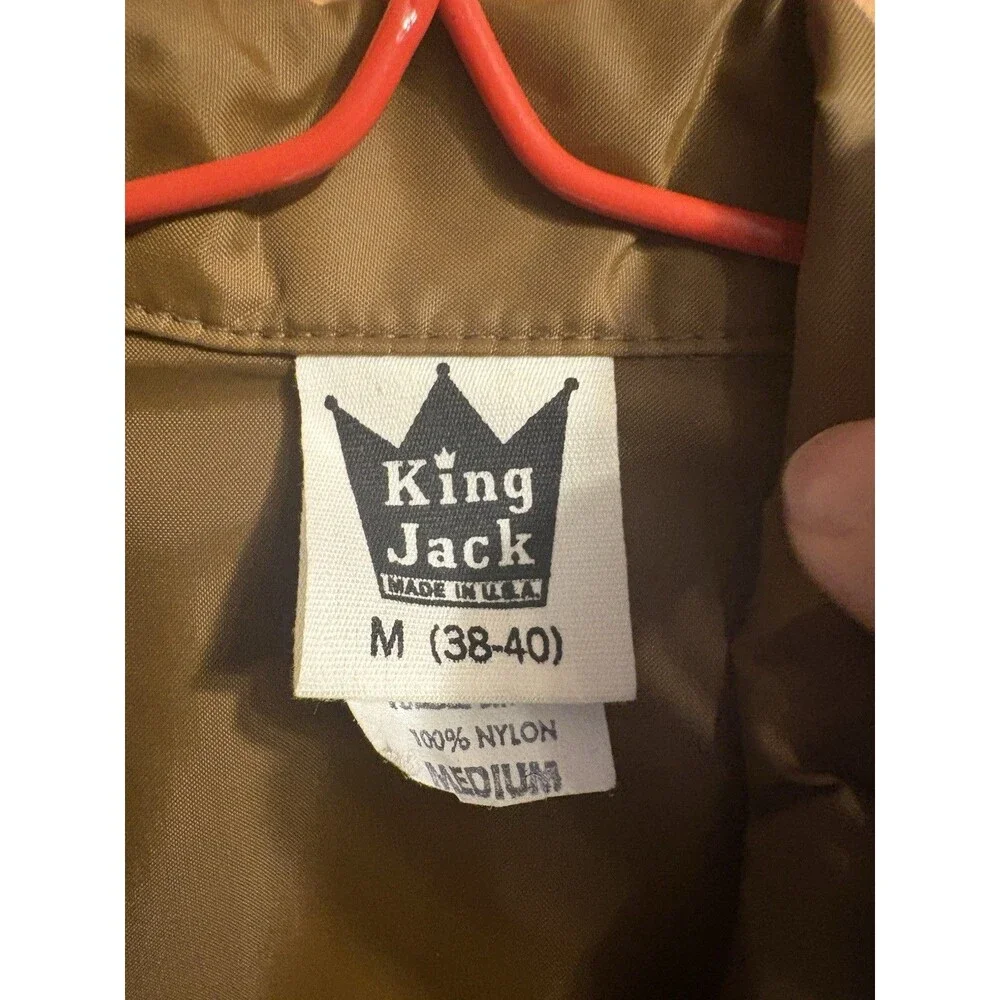 King
Jack
MADE IN U.S.A.
M (38-40)
100% NYLON
MEDIUM